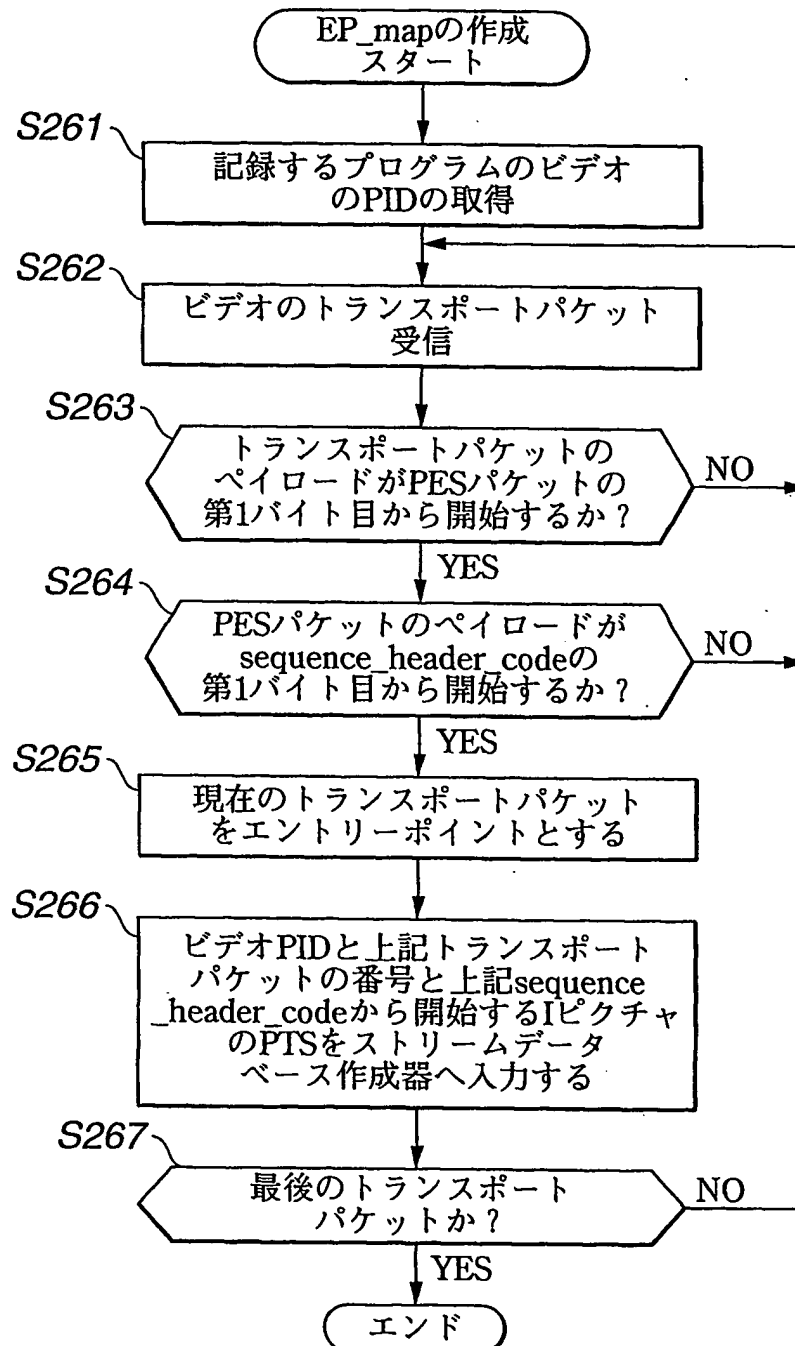 EP_mapの作成
スタート
S261
記録するプログラムのビデオ
のPIDの取得
S262
ビデオのトランスポートパケット
受信
S263
トランスポートパケットの
ペイロードがPESパケットの
第1バイト目から開始するか?
NO
YES
S264
PESパケットのペイロードが
sequence_header_codeの
第1バイト目から開始するか?
NO
YES
S265
現在のトランスポートパケット
をエントリーポイントとする
S266
ビデオPIDと上記トランスポート
パケットの番号と上記sequence
_header_codeから開始するIピクチャ
のPTSをストリームデータ
ベース作成器へ入力する
S267
最後のトランスポート
パケットか?
NO
YES
エンド